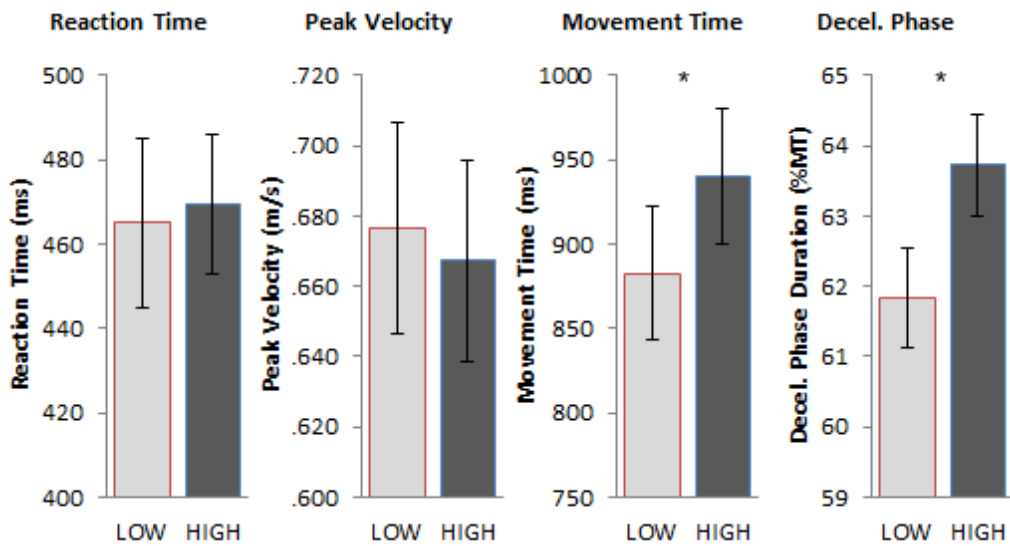 Reaction Time
Peak Velocity
Movement Time
Decel. Phase
Reaction Time (ms)
500
480
460
440
420
400
LOW HIGH
Peak Velocity (m/s)
.720
.700
.680
.660
.640
.620
.600
LOW HIGH
Movement Time (ms)
1000
950
900
850
800
750
*
LOW HIGH
Decel. Phase Duration (%MT)
65
64
63
62
61
60
59
*
LOW HIGH